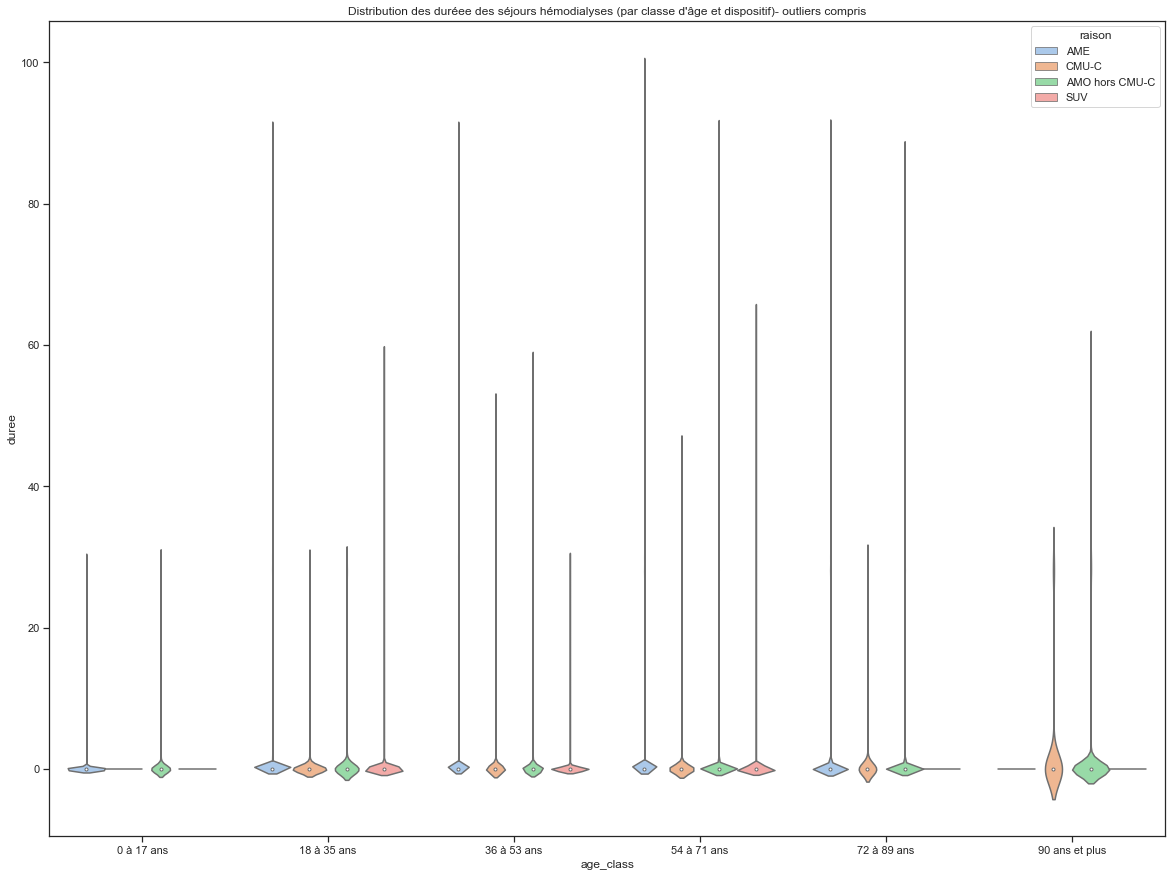 Distribution des duréee des séjours hémodialyses (par classe d'âge et dispositif)- outliers compris
raison
AME
CMU-C
AMO hors CMU-C
SUV
100
80
60
40
20
0
duree
0 à 17 ans
18 à 35 ans
36 à 53 ans
54 à 71 ans
72 à 89 ans
90 ans et plus
age_class